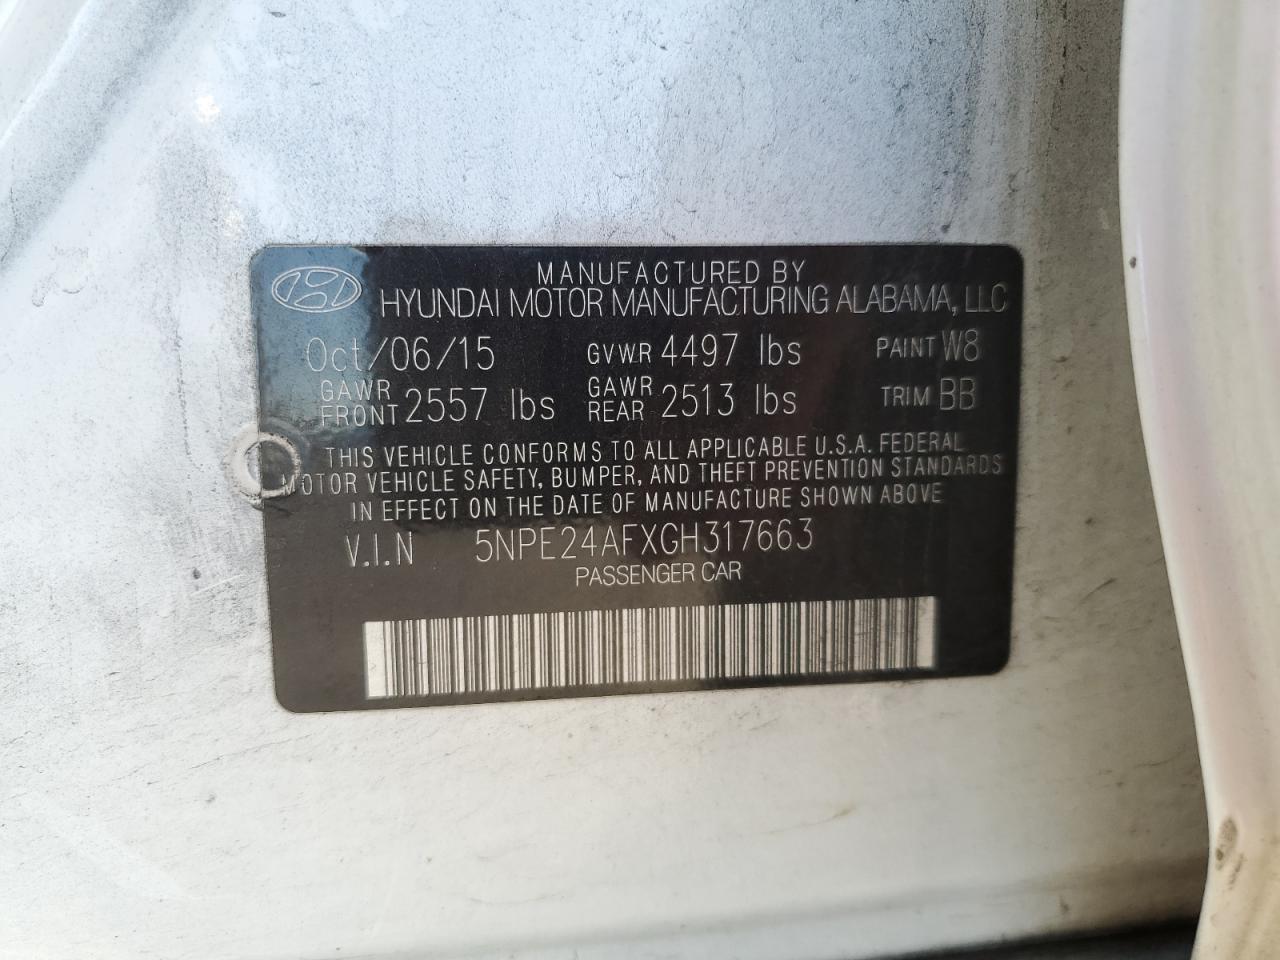 MANUFACTURED BY
HYUNDAI MOTOR MANUFACTURING ALABAMA, LLC
Oct/06/15 GVWR 4497 lbs PAINT W8
GAWR FRONT 2557 lbs GAWR REAR 2513 lbs TRIM BB
THIS VEHICLE CONFORMS TO ALL APPLICABLE U.S.A. FEDERAL
MOTOR VEHICLE SAFETY, BUMPER, AND THEFT PREVENTION STANDARDS
IN EFFECT ON THE DATE OF MANUFACTURE SHOWN ABOVE
V.I.N 5NPE24AFXGH317663
PASSENGER CAR